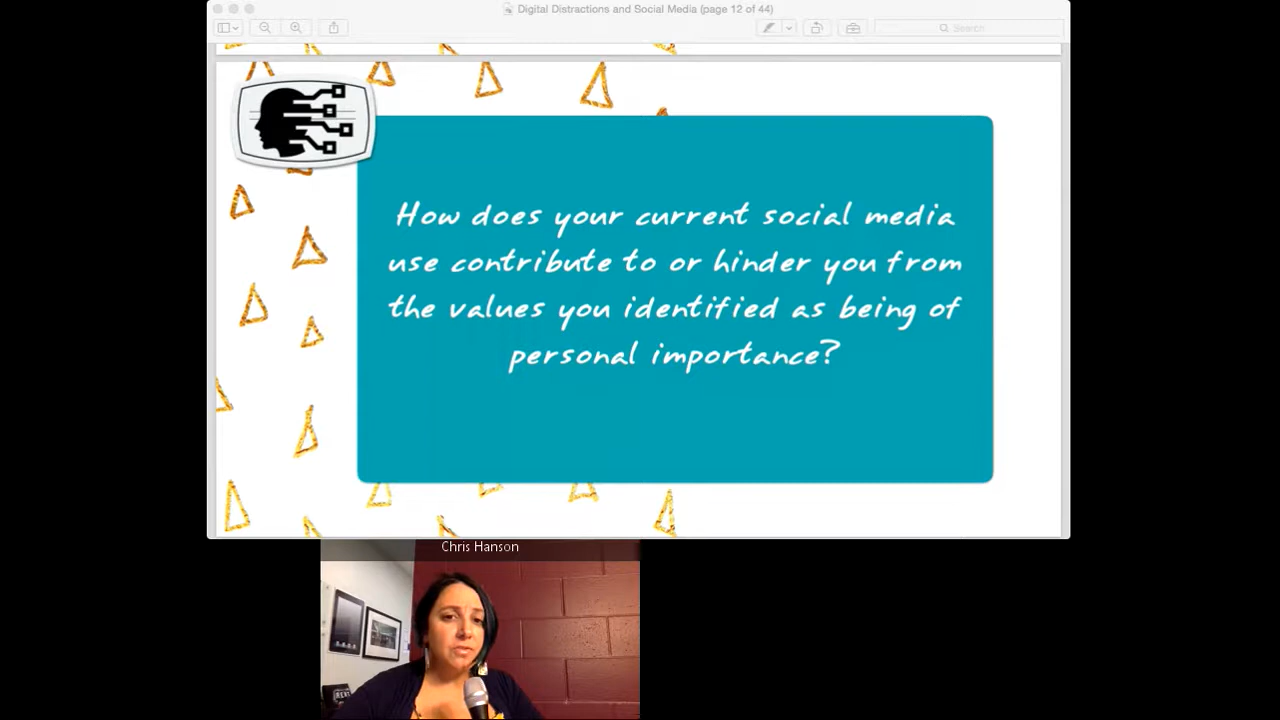 Digital Distractions and Social Media (page 12 of 44)
Search
How does your current social media
use contribute to or hinder you from
the values you identified as being of
personal importance?
Chris Hanson